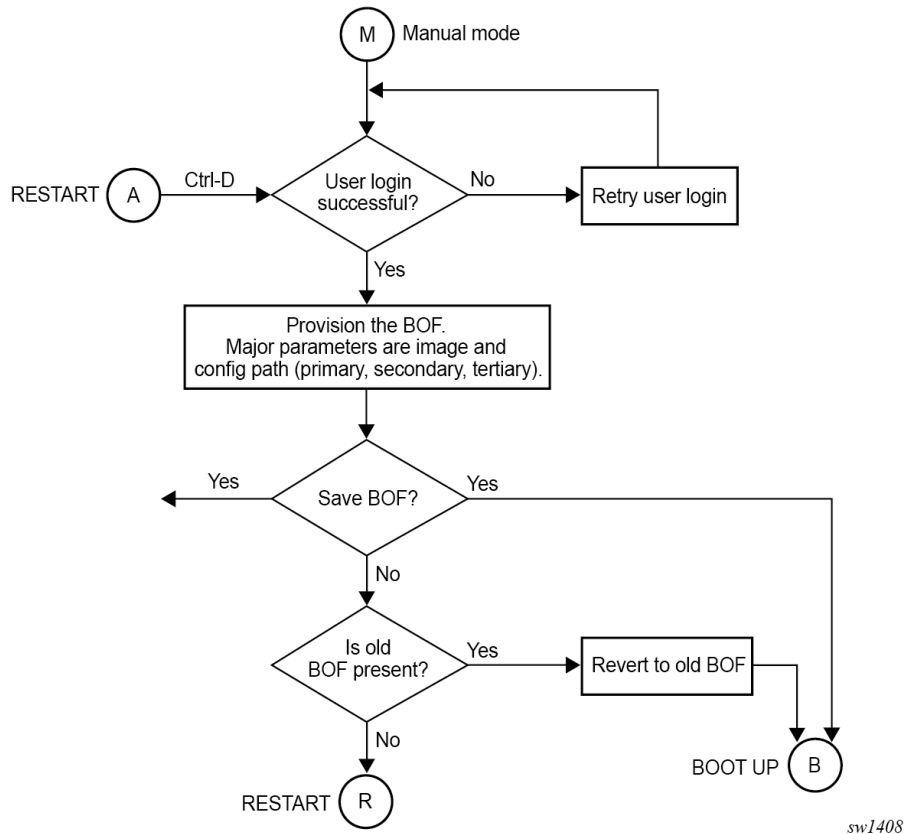 M
Manual mode
RESTART
A
Ctrl-D
User login
successful?
No
Retry user login
Yes
Provision the BOF.
Major parameters are image and
config path (primary, secondary, tertiary).
Yes
Save BOF?
Yes
No
Is old
BOF present?
Yes
Revert to old BOF
No
BOOT UP
B
RESTART
R
sw1408